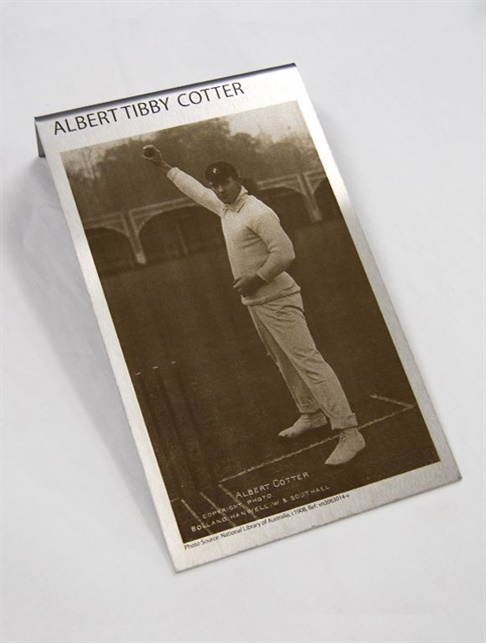 ALBERT TIBBY COTTER
ALBERT COTTER
COPYRIGHT PHOTO
BOLLAND, HANWELL, W & SOUTHALL
Photo Source: National Library of Australia, c1908, Ref: vn3063014-v